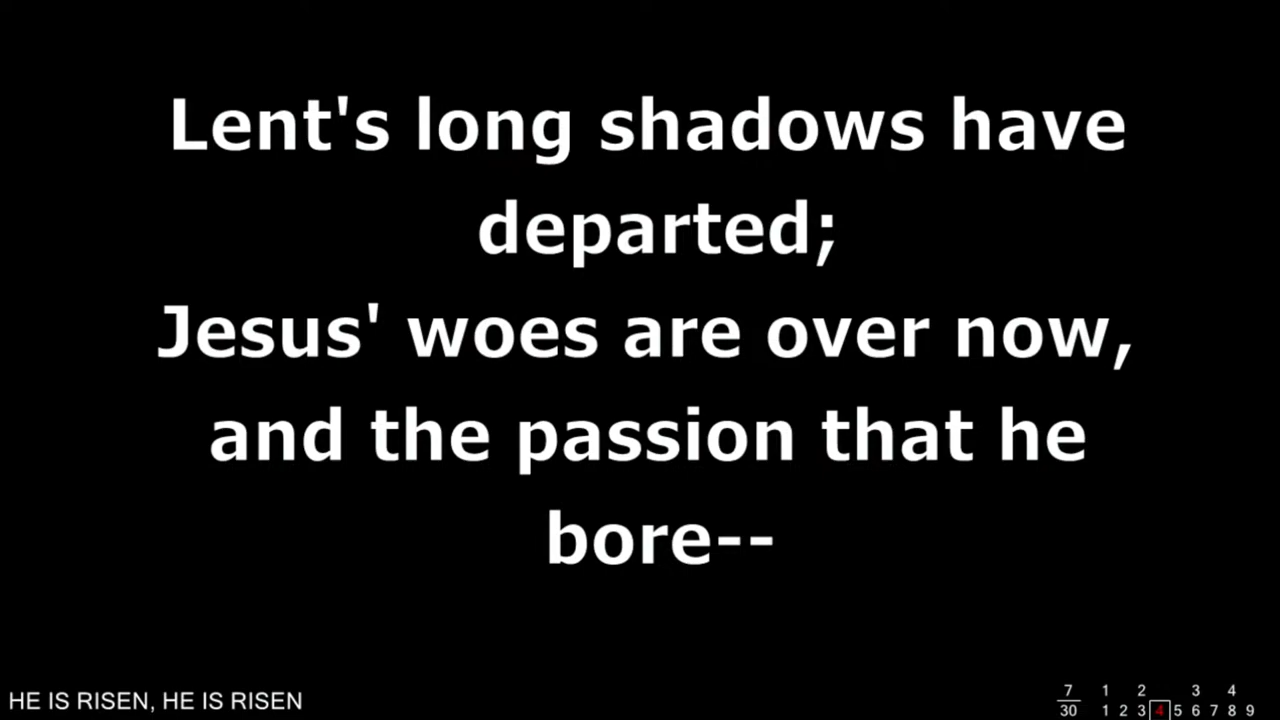 Lent's long shadows have
departed;
Jesus' woes are over now,
and the passion that he
bore--
HE IS RISEN, HE IS RISEN
7 1 2 3 4
30 1 2 3 4 5 6 7 8 9